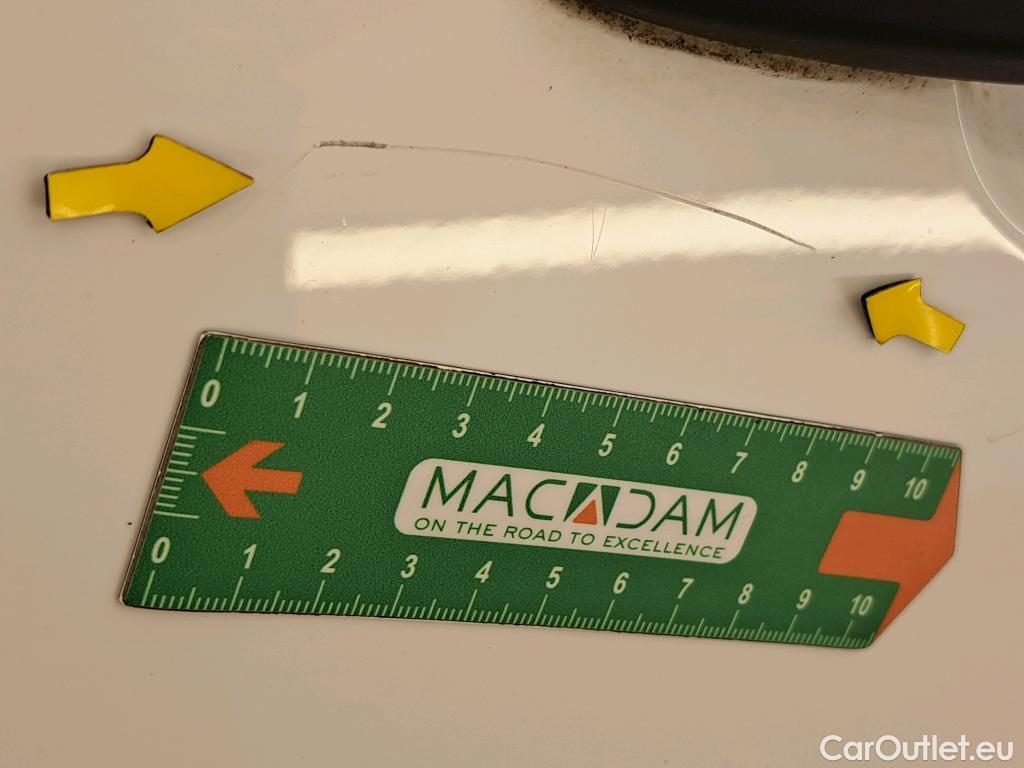 0 1 2 3 4 5 6 7 8 9 10
MACADAM
ON THE ROAD TO EXCELLENCE
0 1 2 3 4 5 6 7 8 9 10
CarOutlet.eu